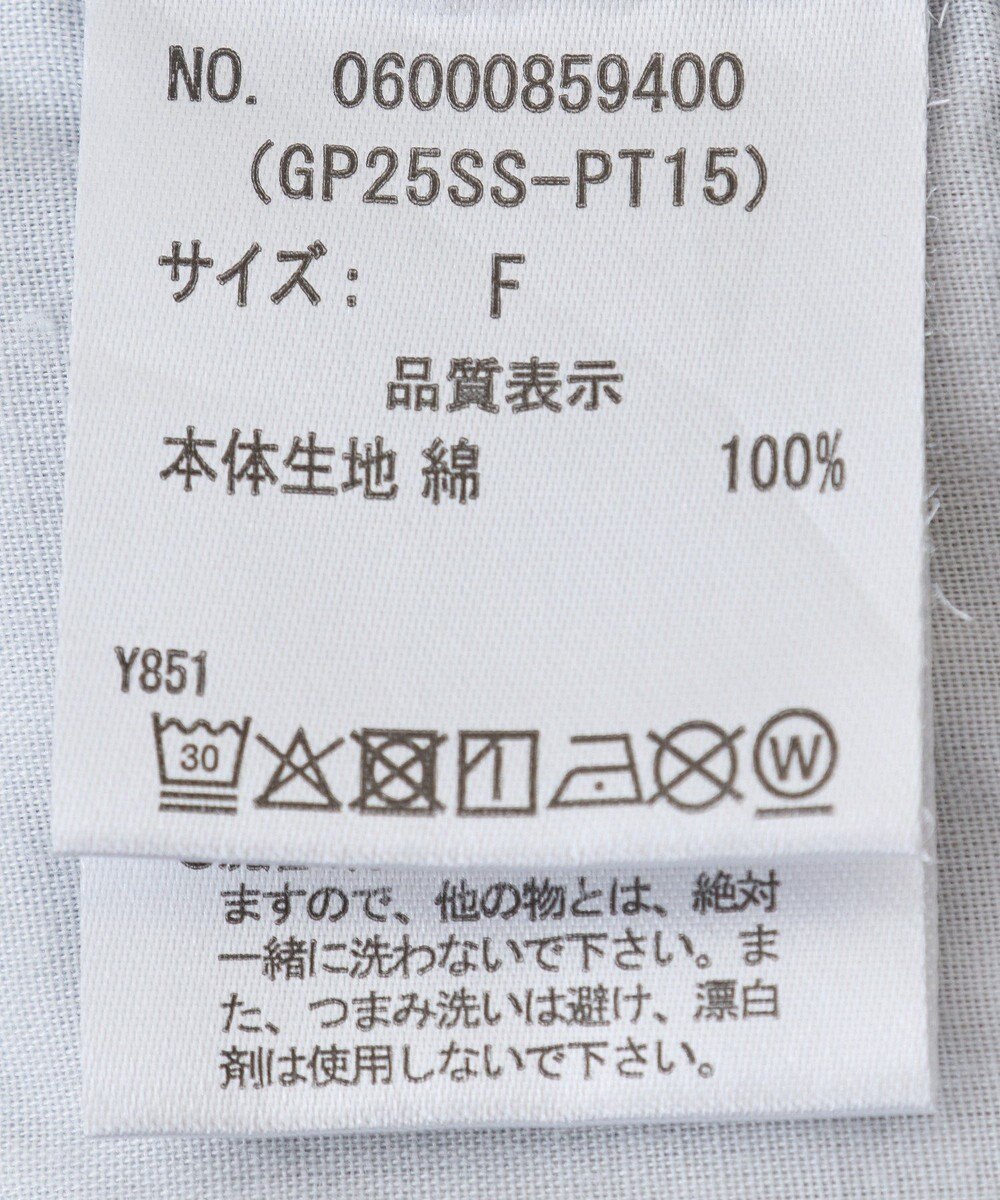 NO. 06000859400
(GP25SS-PT15)
サイズ: F
品質表示
本体生地 綿 100%
Y851
30
W
ますので、他の物とは、絶対
一緒に洗わないで下さい。ま
た、つまみ洗いは避け、漂白
剤は使用しないで下さい。